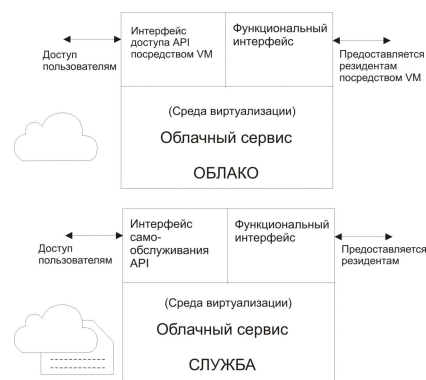 Интерфейс
доступа API
посредством VM
Функциональный
интерфейс
Доступ
пользователям
Предоставляется
резидентам
посредством VM
(Среда виртуализации)
Облачный сервис
ОБЛАКО
Интерфейс
само-
обслуживания
API
Функциональный
интерфейс
Доступ
пользователям
Предоставляется
резидентам
(Среда виртуализации)
Облачный сервис
СЛУЖБА